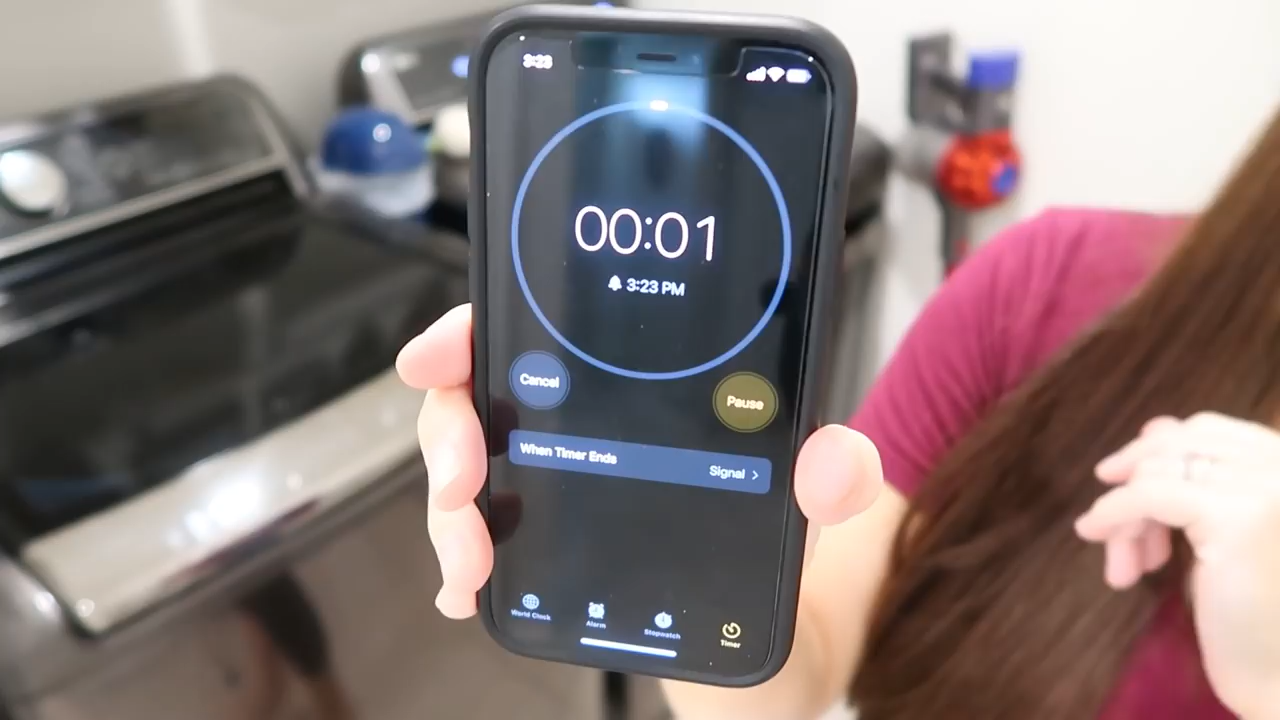 3:23
00:01
3:23 PM
Cancel
Pause
When Timer Ends
Signal >
World Clock
Alarm
Stopwatch
Timer